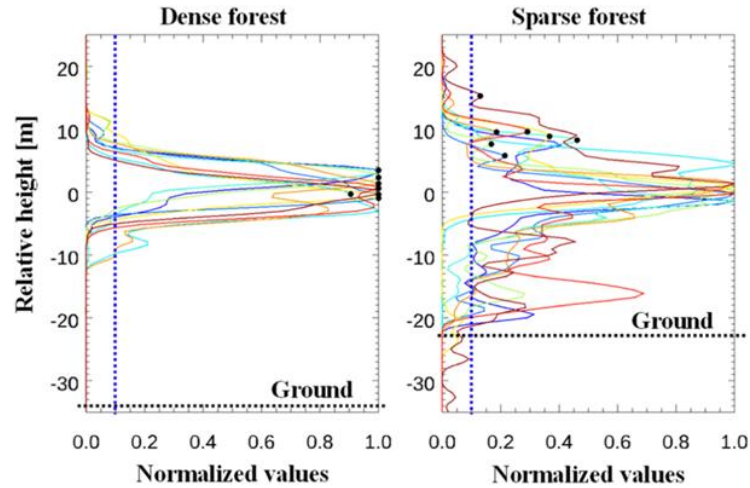 Dense forest
Sparse forest
Relative height [m]
20
10
0
-10
-20
-30
Ground
0.0 0.2 0.4 0.6 0.8 1.0
Normalized values
20
10
0
-10
-20
-30
Ground
0.0 0.2 0.4 0.6 0.8 1.0
Normalized values